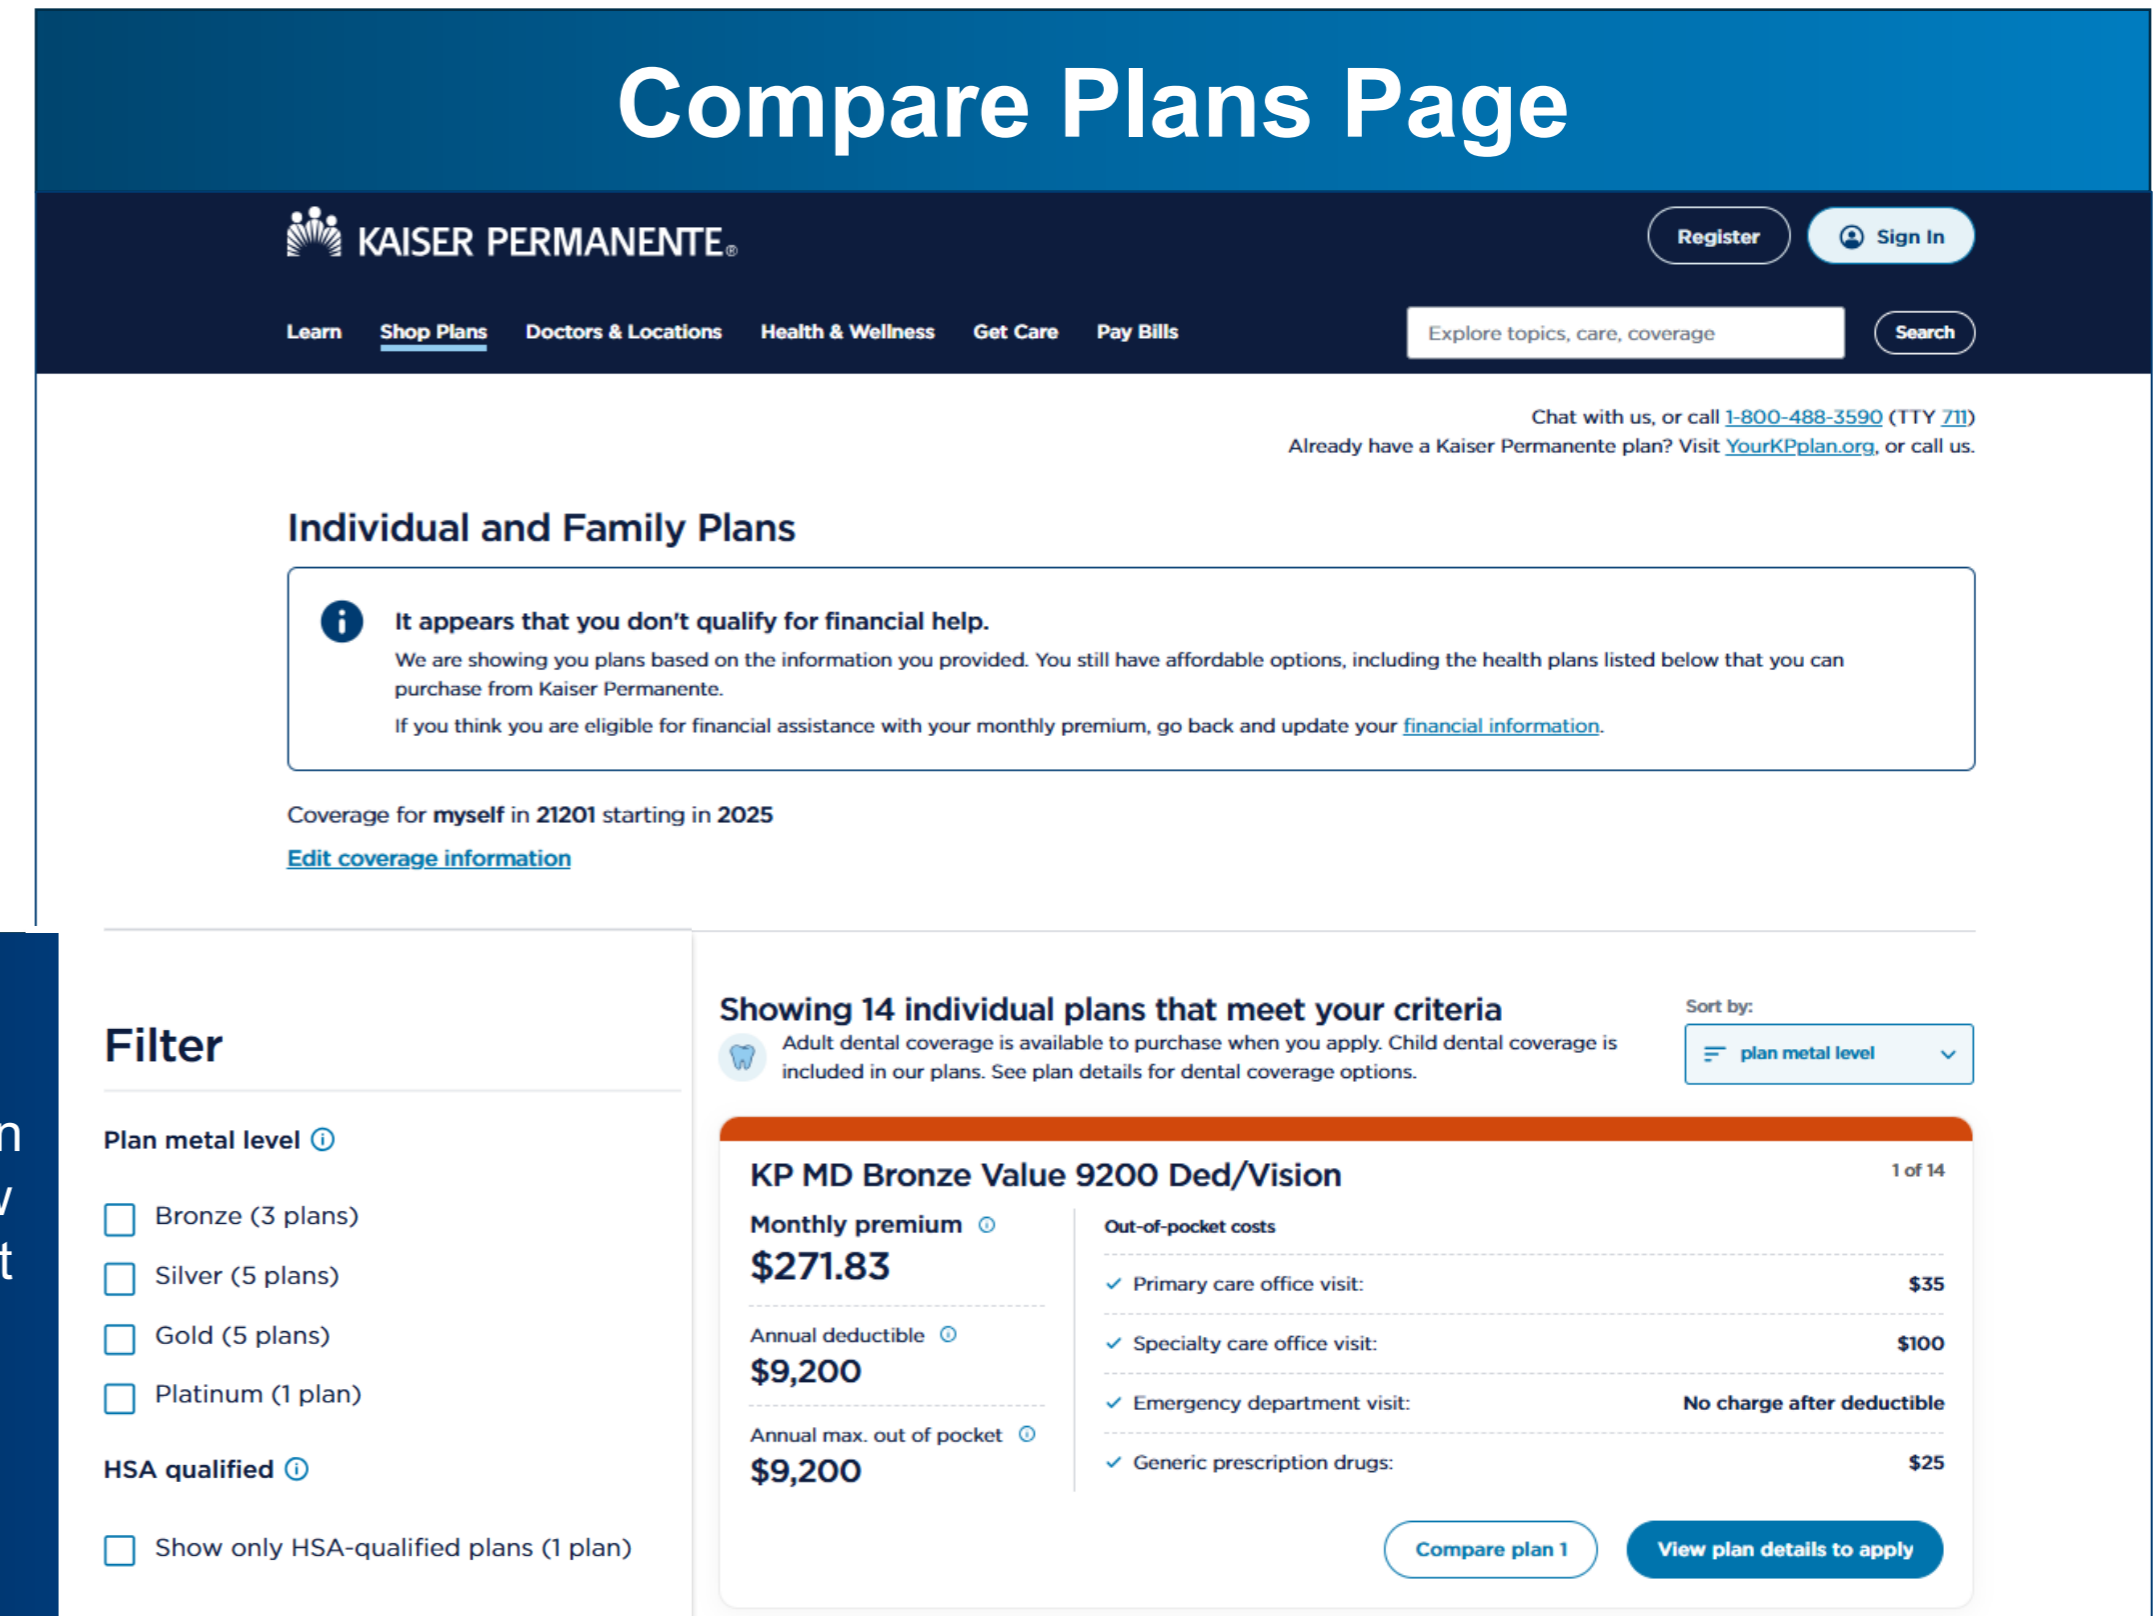 Compare Plans Page
KAISER PERMANENTE®
Register
Sign In
Learn Shop Plans Doctors & Locations Health & Wellness Get Care Pay Bills
Explore topics, care, coverage
Search
Chat with us, or call 1-800-488-3590 (TTY 711)
Already have a Kaiser Permanente plan? Visit YourKPplan.org, or call us.
Individual and Family Plans
It appears that you don't qualify for financial help.
We are showing you plans based on the information you provided. You still have affordable options, including the health plans listed below that you can
purchase from Kaiser Permanente.
If you think you are eligible for financial assistance with your monthly premium, go back and update your financial information.
Coverage for myself in 21201 starting in 2025
Edit coverage information
Filter
Plan metal level
Bronze (3 plans)
Silver (5 plans)
Gold (5 plans)
Platinum (1 plan)
HSA qualified
Show only HSA-qualified plans (1 plan)
Showing 14 individual plans that meet your criteria
Adult dental coverage is available to purchase when you apply. Child dental coverage is
included in our plans. See plan details for dental coverage options.
Sort by:
plan metal level
KP MD Bronze Value 9200 Ded/Vision
1 of 14
Monthly premium
$271.83
Annual deductible
$9,200
Annual max. out of pocket
$9,200
Out-of-pocket costs
Primary care office visit: $35
Specialty care office visit: $100
Emergency department visit: No charge after deductible
Generic prescription drugs: $25
Compare plan 1
View plan details to apply